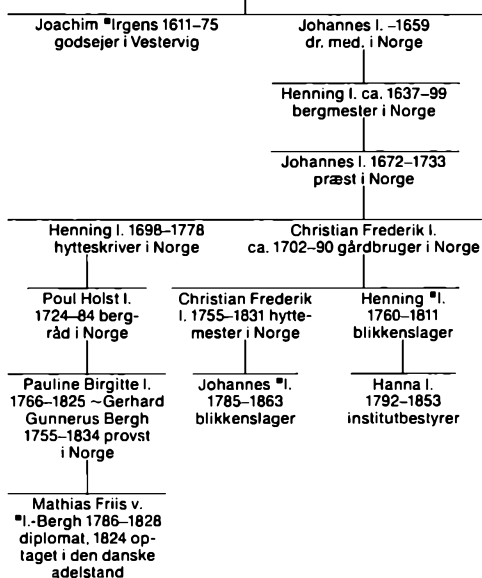 Joachim ▪Irgens 1611–75
godsejer i Vestervig
Johannes I. –1659
dr. med. i Norge
Henning I. ca. 1637–99
bergmester i Norge
Johannes I. 1672–1733
præst i Norge
Henning I. 1698–1778
hytteskriver i Norge
Christian Frederik I.
ca. 1702–90 gårdbruger i Norge
Poul Holst I.
1724–84 berg-
råd i Norge
Christian Frederik
I. 1755–1831 hytte-
mester i Norge
Henning ▪I.
1760–1811
blikkenslager
Pauline Birgitte I.
1766–1825 ~Gerhard
Gunnerus Bergh
1755–1834 provst
i Norge
Johannes ▪I.
1785–1863
blikkenslager
Hanna I.
1792–1853
institutbestyrer
Mathias Friis v.
▪I.-Bergh 1786–1828
diplomat, 1824 op-
taget i den danske
adelstand